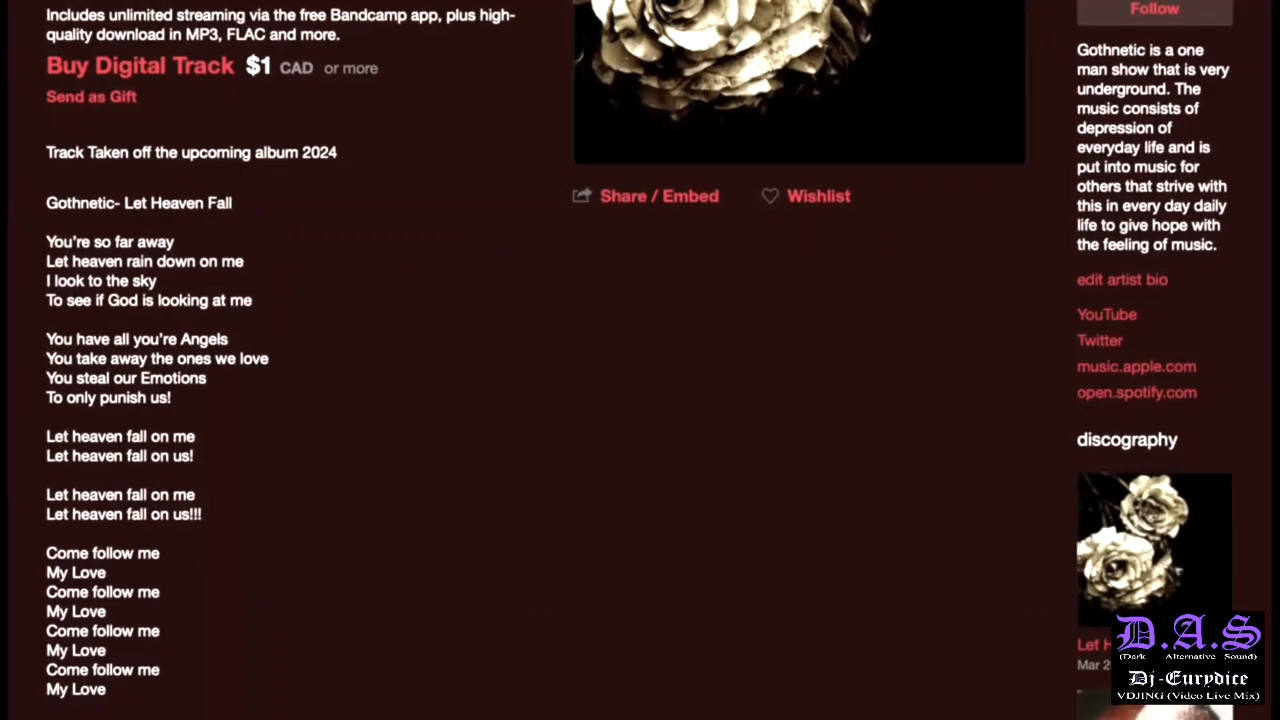 Includes unlimited streaming via the free Bandcamp app, plus high-
quality download in MP3, FLAC and more.
Buy Digital Track $1 CAD or more
Send as Gift
Track Taken off the upcoming album 2024
Gothnetic- Let Heaven Fall
You're so far away
Let heaven rain down on me
I look to the sky
To see if God is looking at me
You have all you're Angels
You take away the ones we love
You steal our Emotions
To only punish us!
Let heaven fall on me
Let heaven fall on us!
Let heaven fall on me
Let heaven fall on us!!!
Come follow me
My Love
Come follow me
My Love
Come follow me
My Love
Come follow me
My Love
Share / Embed
Wishlist
Follow
Gothnetic is a one
man show that is very
underground. The
music consists of
depression of
everyday life and is
put into music for
others that strive with
this in every day daily
life to give hope with
the feeling of music.
edit artist bio
YouTube
Twitter
music.apple.com
open.spotify.com
discography
Let
Mar
D.A.S
(Dark Alternative Sound)
Dj-Eurydice
VDJING (Video Live Mix)